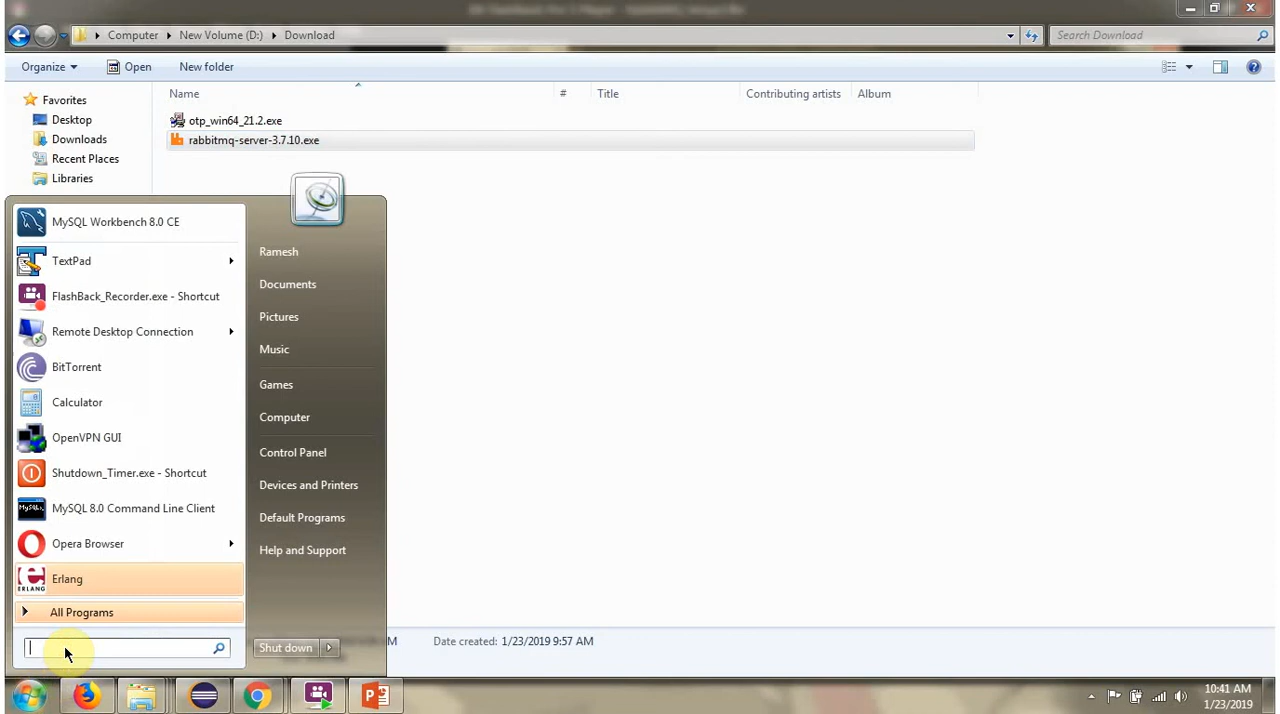 Computer New Volume (D:) Download
Search Download
Organize Open New folder
Name # Title Contributing artists Album
Favorites
Desktop
Downloads
Recent Places
Libraries
otp_win64_21.2.exe
rabbitmq-server-3.7.10.exe
MySQL Workbench 8.0 CE
TextPad
FlashBack_Recorder.exe - Shortcut
Remote Desktop Connection
BitTorrent
Calculator
OpenVPN GUI
Shutdown_Timer.exe - Shortcut
MySQL 8.0 Command Line Client
Opera Browser
ERLANG
Erlang
All Programs
Ramesh
Documents
Pictures
Music
Games
Computer
Control Panel
Devices and Printers
Default Programs
Help and Support
Shut down
Date created: 1/23/2019 9:57 AM
10:41 AM
1/23/2019